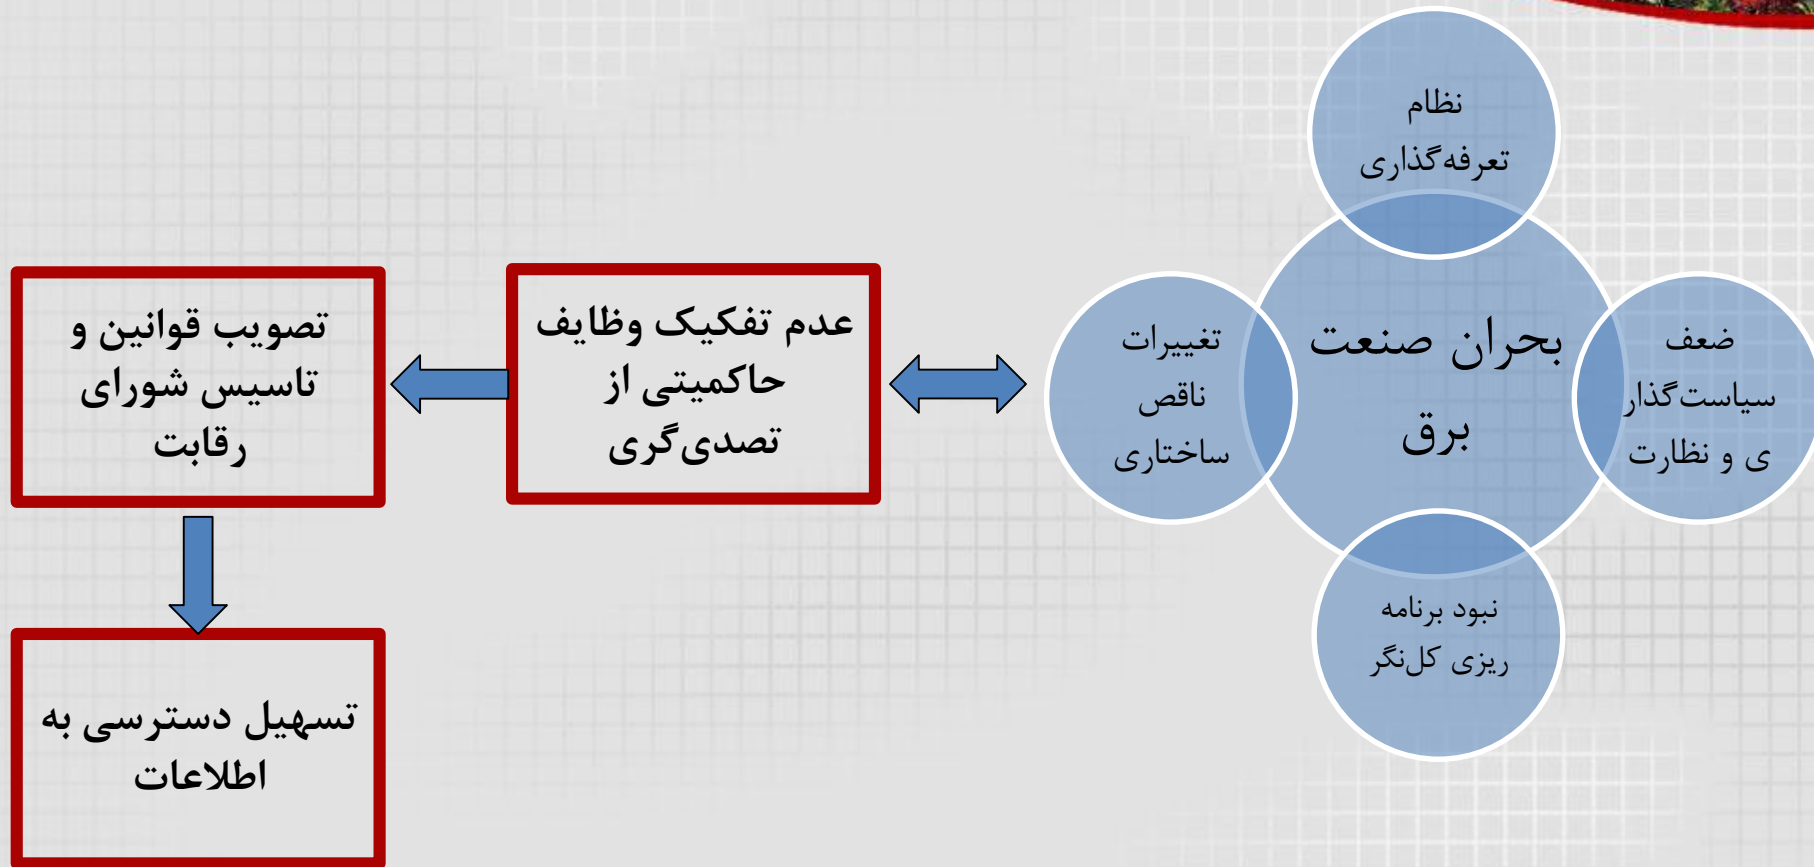 نظام
تعرفه‌گذاری
بحران صنعت
برق
ضعف
سیاست‌گذار
ی و نظارت
تغییرات
ناقص
ساختاری
نبود برنامه
ریزی کل‌نگر
عدم تفکیک وظایف
حاکمیتی از
تصدی‌گری
تصویب قوانین و
تاسیس شورای
رقابت
تسهیل دسترسی به
اطلاعات